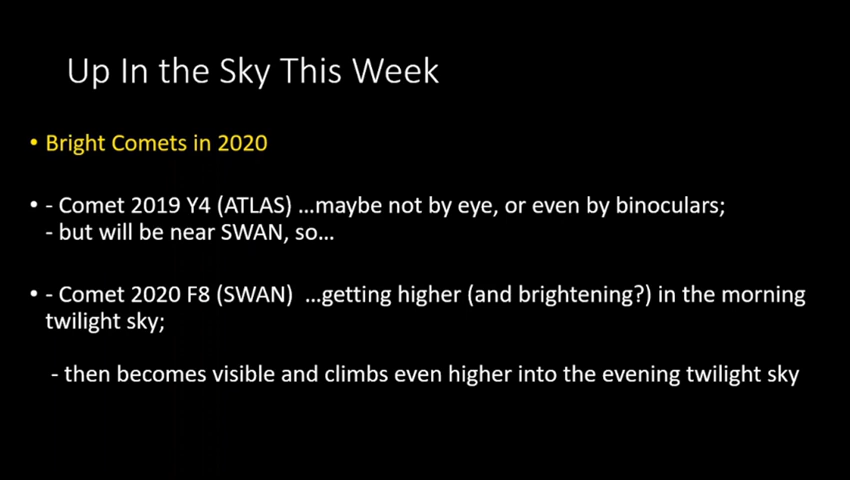 Up In the Sky This Week
• Bright Comets in 2020
• - Comet 2019 Y4 (ATLAS) ...maybe not by eye, or even by binoculars;
- but will be near SWAN, so...
• - Comet 2020 F8 (SWAN)  ...getting higher (and brightening?) in the morning
twilight sky;
- then becomes visible and climbs even higher into the evening twilight sky